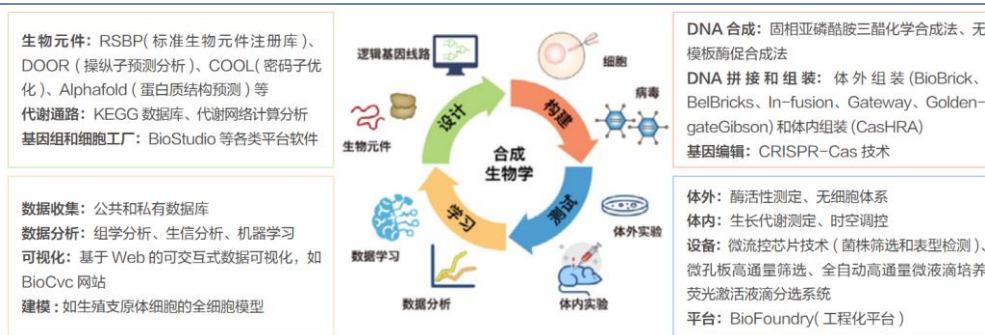 生物元件：RSBP（标准生物元件注册库）、
DOOR（操纵子预测分析）、COOL（密码子优
化）、Alphafold（蛋白质结构预测）等
代谢通路：KEGG 数据库、代谢网络计算分析
基因组和细胞工厂：BioStudio 等各类平台软件
数据收集：公共和私有数据库
数据分析：组学分析、生信分析、机器学习
可视化：基于 Web 的可交互式数据可视化，如
BioCvc 网站
建模：如生殖支原体细胞的全细胞模型
逻辑基因线路
细胞
病毒
生物元件
设计
构建
合成
生物学
学习
测试
体外实验
数据学习
数据分析
体内实验
DNA 合成：固相亚磷酰胺三醋化学合成法、无
模板酶促合成法
DNA 拼接和组装：体外组装（BioBrick、
BelBricks、In-fusion、Gateway、Golden-
gateGibson）和体内组装（CasHRA）
基因编辑：CRISPR-Cas 技术
体外：酶活性测定、无细胞体系
体内：生长代谢测定、时空调控
设备：微流控芯片技术（菌株筛选和表型检测）、
微孔板高通量筛选、全自动高通量微液滴培养
荧光激活液滴分选系统
平台：BioFoundry（工程化平台）